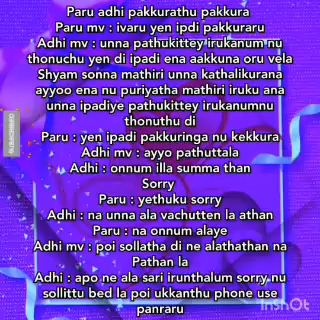 Paru adhi pakkurathu pakkura
Paru mv : ivaru yen ipdi pakkuraru
Adhi mv : unna pathukittey irukanum nu
thonuchu yen di ipadi ena aakkuna oru vela
Shyam sonna mathiri unna kathalikurana
ayyoo ena nu puriyatha mathiri iruku ana
unna ipadiye pathukittey irukanumnu
thonuthu di
Paru : yen ipadi pakkuringa nu kekkura
Adhi mv : ayyo pathuttala
Adhi : onnum illa summa than
Sorry
Paru : yethuku sorry
Adhi : na unna ala vachutten la athan
Paru : na onnum alaye
Adhi mv : poi sollatha di ne alathathan na
Pathan la
Adhi : apo ne ala sari irunthalum sorry nu
sollittu bed la poi ukkanthu phone use
panraru
InShOt